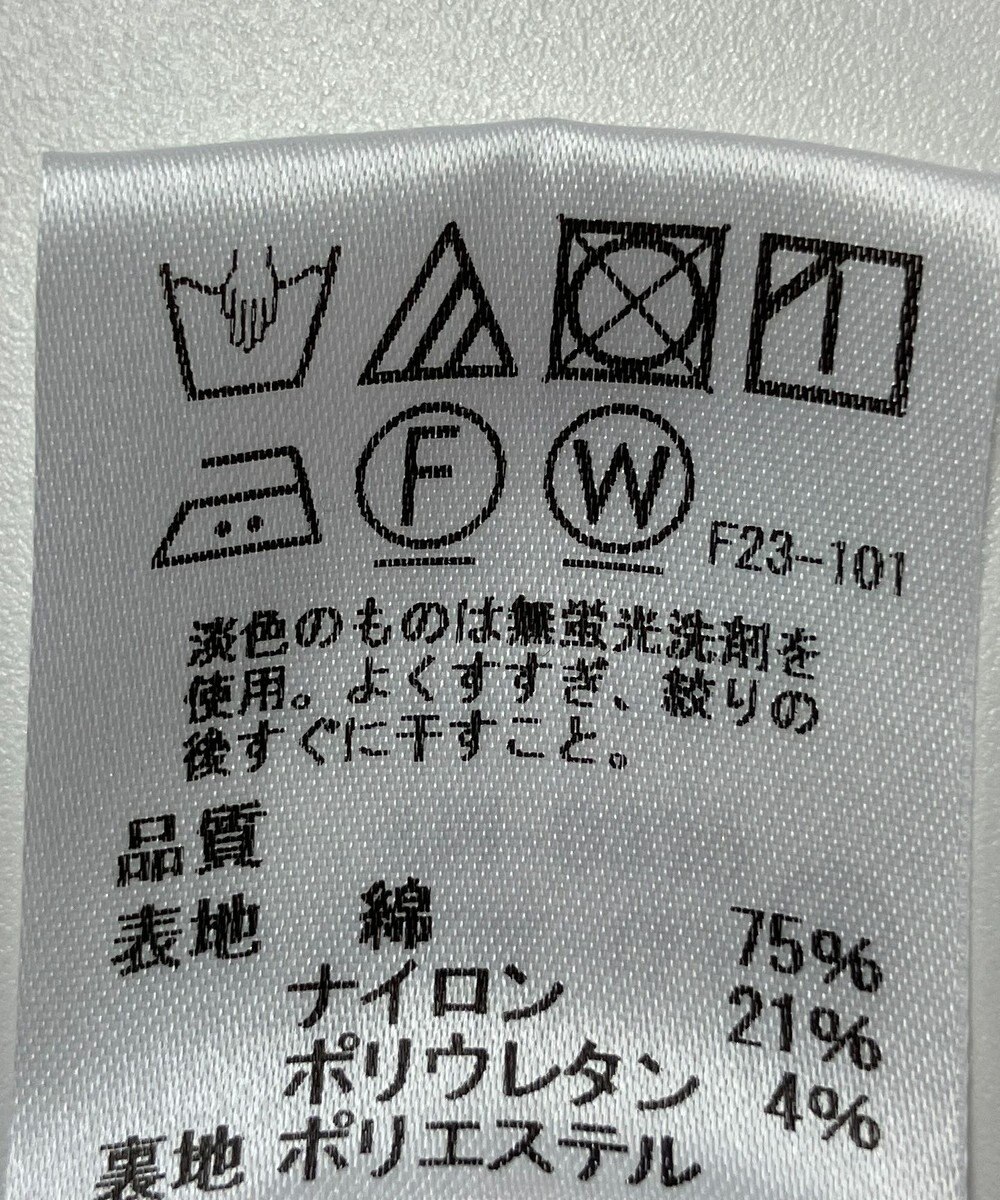 F
W
F23-101
淡色のものは無蛍光洗剤を
使用。よくすすぎ、絞りの
後すぐに干すこと。
品質
表地 綿 75%
ナイロン 21%
ポリウレタン 4%
裏地 ポリエステル